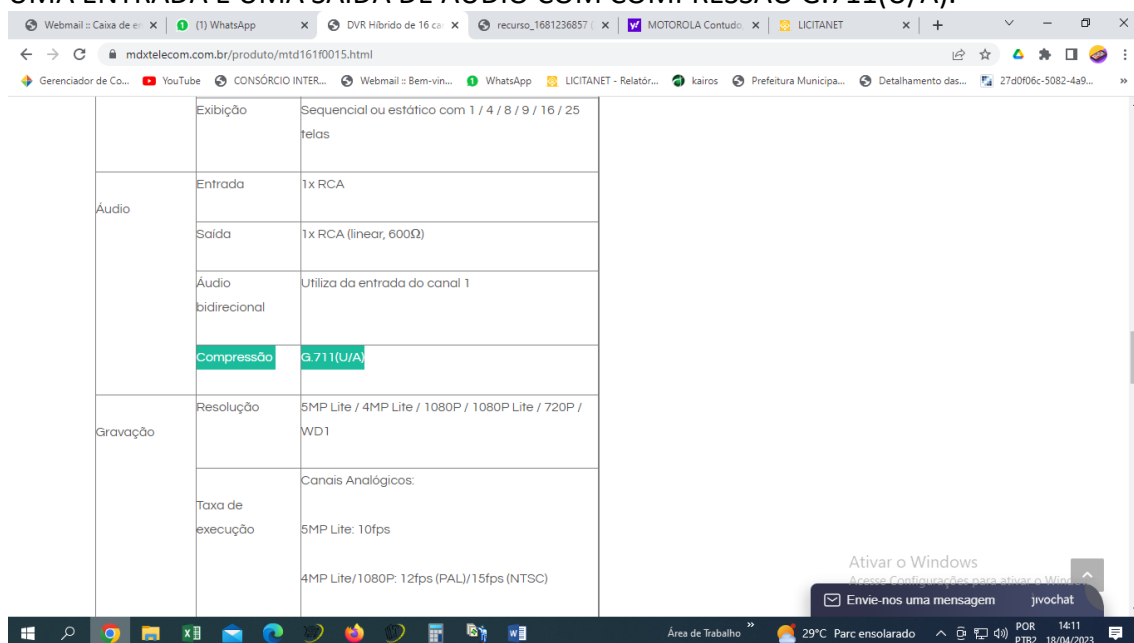 UMA ENTRADA E UMA SAÍDA DE ÁUDIO COM COMPRESSÃO G.711(U/A).
Webmail :: Caixa de en
(1) WhatsApp
DVR Híbrido de 16 ca
recurso_1681236857 (
MOTOROLA Contudo,
LICITANET
mdxtelecom.com.br/produto/mtd161f0015.html
Gerenciador de Co...
YouTube
CONSÓRCIO INTER...
Webmail :: Bem-vin...
WhatsApp
LICITANET - Relatór...
kairos
Prefeitura Municipa...
Detalhamento das...
27d0f06c-5082-4a9...
»
Exibição
Sequencial ou estático com 1 / 4 / 8 / 9 / 16 / 25
telas
Áudio
Entrada
1x RCA
Saída
1x RCA (linear, 600Ω)
Áudio
bidirecional
Utiliza da entrada do canal 1
Compressão
G.711(U/A)
Gravação
Resolução
5MP Lite / 4MP Lite / 1080P / 1080P Lite / 720P /
WD1
Taxa de
execução
Canais Analógicos:
5MP Lite: 10fps
4MP Lite/1080P: 12fps (PAL)/15fps (NTSC)
Ativar o Windows
Acesse Configurações para ativar o Windows
Envie-nos uma mensagem
jivochat
Área de Trabalho
»
29°C Parc ensolarado
POR
PTB2
14:11
18/04/2023